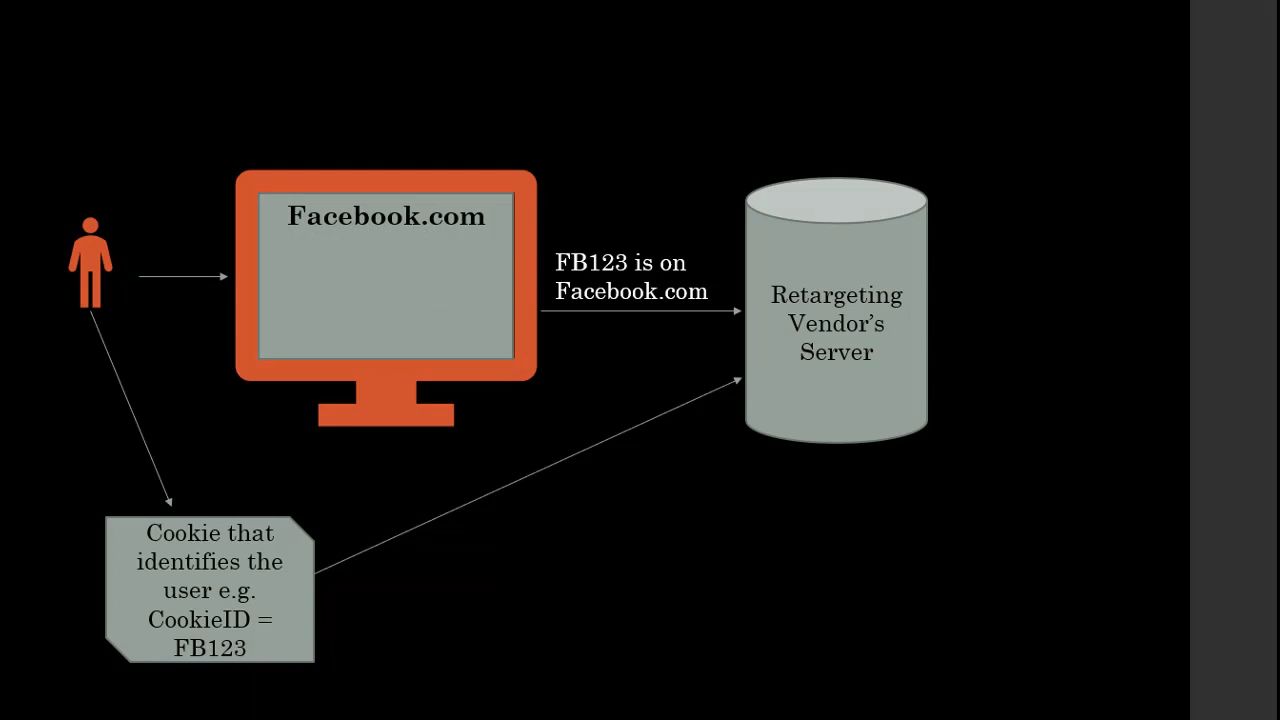 Facebook.com
FB123 is on
Facebook.com
Retargeting
Vendor’s
Server
Cookie that
identifies the
user e.g.
CookieID =
FB123